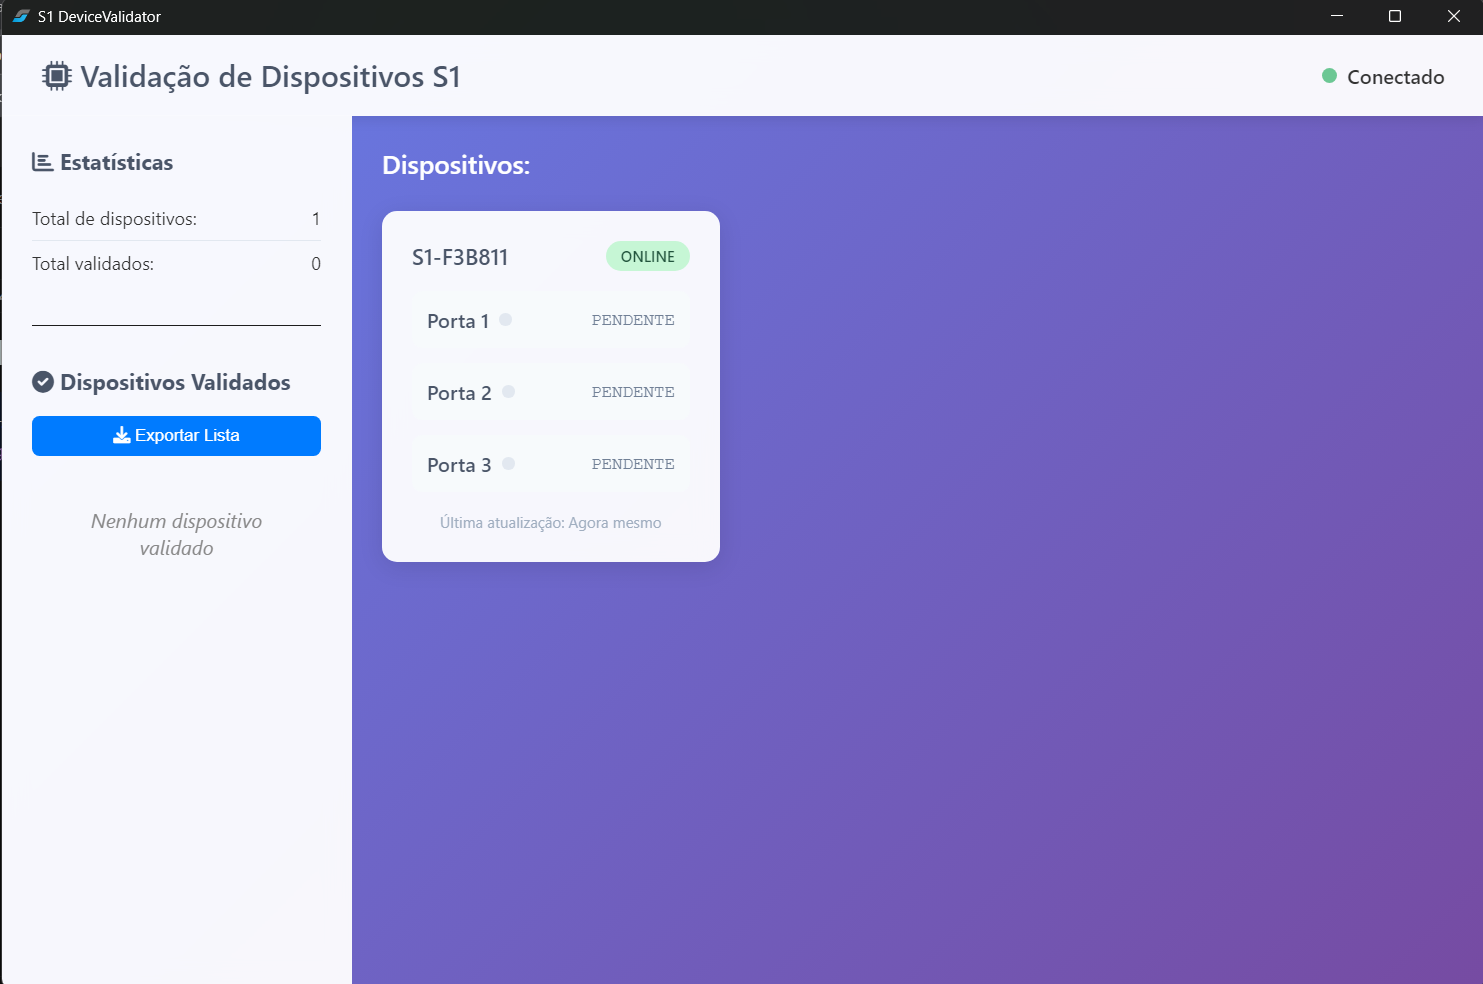 S1 DeviceValidator
Validação de Dispositivos S1
Conectado
Estatísticas
Total de dispositivos: 1
Total validados: 0
Dispositivos Validados
Exportar Lista
Nenhum dispositivo
validado
Dispositivos:
S1-F3B811 ONLINE
Porta 1 PENDENTE
Porta 2 PENDENTE
Porta 3 PENDENTE
Última atualização: Agora mesmo